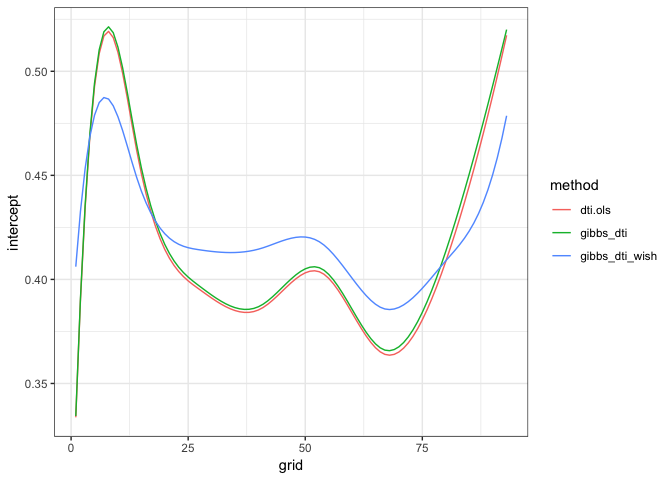 0.50
0.45
0.40
0.35
intercept
0
25
50
75
grid
method
dti.ols
gibbs_dti
gibbs_dti_wish